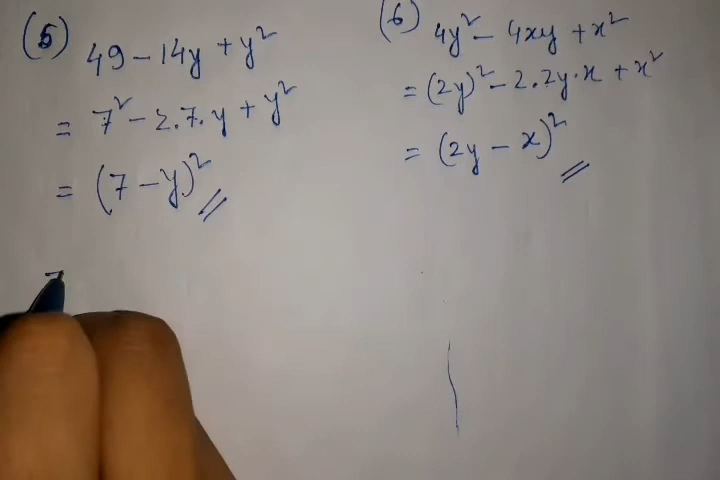 (5) 49 - 14y + y²
= 7² - 2.7.y + y²
= (7 - y)²
(6) 4y² - 4xy + x²
= (2y)² - 2.2y.x + x²
= (2y - x)²